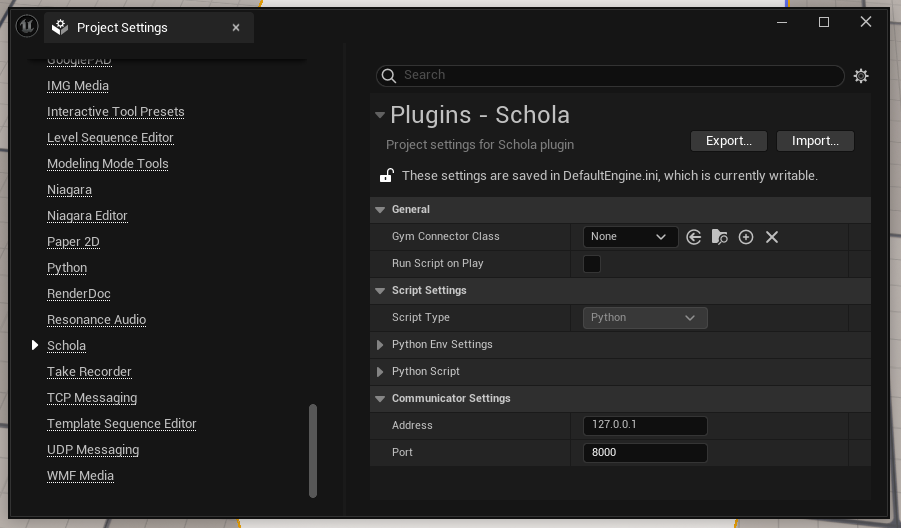 Project Settings
GooglePAD
IMG Media
Interactive Tool Presets
Level Sequence Editor
Modeling Mode Tools
Niagara
Niagara Editor
Paper 2D
Python
RenderDoc
Resonance Audio
Schola
Take Recorder
TCP Messaging
Template Sequence Editor
UDP Messaging
WMF Media
Search
Plugins - Schola
Project settings for Schola plugin
Export...
Import...
These settings are saved in DefaultEngine.ini, which is currently writable.
General
Gym Connector Class
None
Run Script on Play
Script Settings
Script Type
Python
Python Env Settings
Python Script
Communicator Settings
Address
127.0.0.1
Port
8000